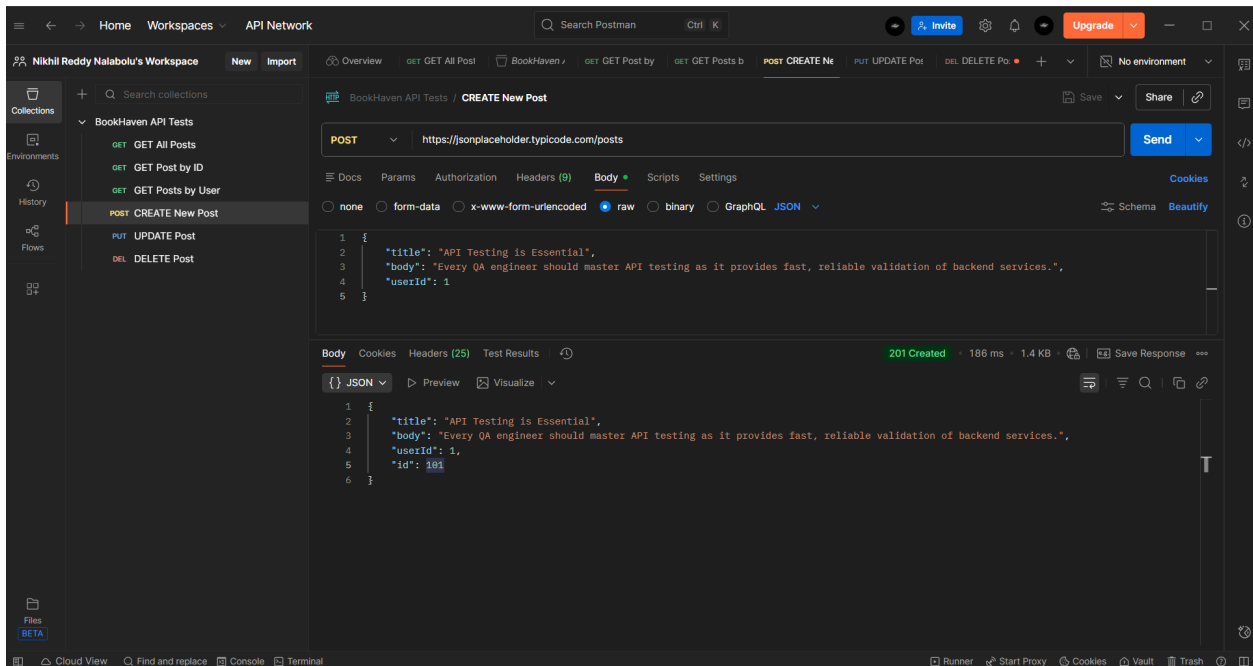 Home Workspaces API Network Search Postman Ctrl K Invite Upgrade
Nikhil Reddy Nalabolu's Workspace New Import Overview GET GET All Post BookHaven GET GET Post by GET GET Posts b POST CREATE Ne PUT UPDATE Pos DEL DELETE Po: No environment
Collections
Environments
History
Flows
Search collections
BookHaven API Tests
GET GET All Posts
GET GET Post by ID
GET GET Posts by User
POST CREATE New Post
PUT UPDATE Post
DEL DELETE Post
Files
BETA
HTTP BookHaven API Tests / CREATE New Post Save Share
POST https://jsonplaceholder.typicode.com/posts Send
Docs Params Authorization Headers (9) Body Scripts Settings Cookies
none form-data x-www-form-urlencoded raw binary GraphQL JSON Schema Beautify
1 {
2 "title": "API Testing is Essential",
3 "body": "Every QA engineer should master API testing as it provides fast, reliable validation of backend services.",
4 "userId": 1
5 }
Body Cookies Headers (25) Test Results 201 Created 186 ms 1.4 KB Save Response
{} JSON Preview Visualize
1 {
2 "title": "API Testing is Essential",
3 "body": "Every QA engineer should master API testing as it provides fast, reliable validation of backend services.",
4 "userId": 1,
5 "id": 101
6 }
Cloud View Find and replace Console Terminal Runner Start Proxy Cookies Vault Trash